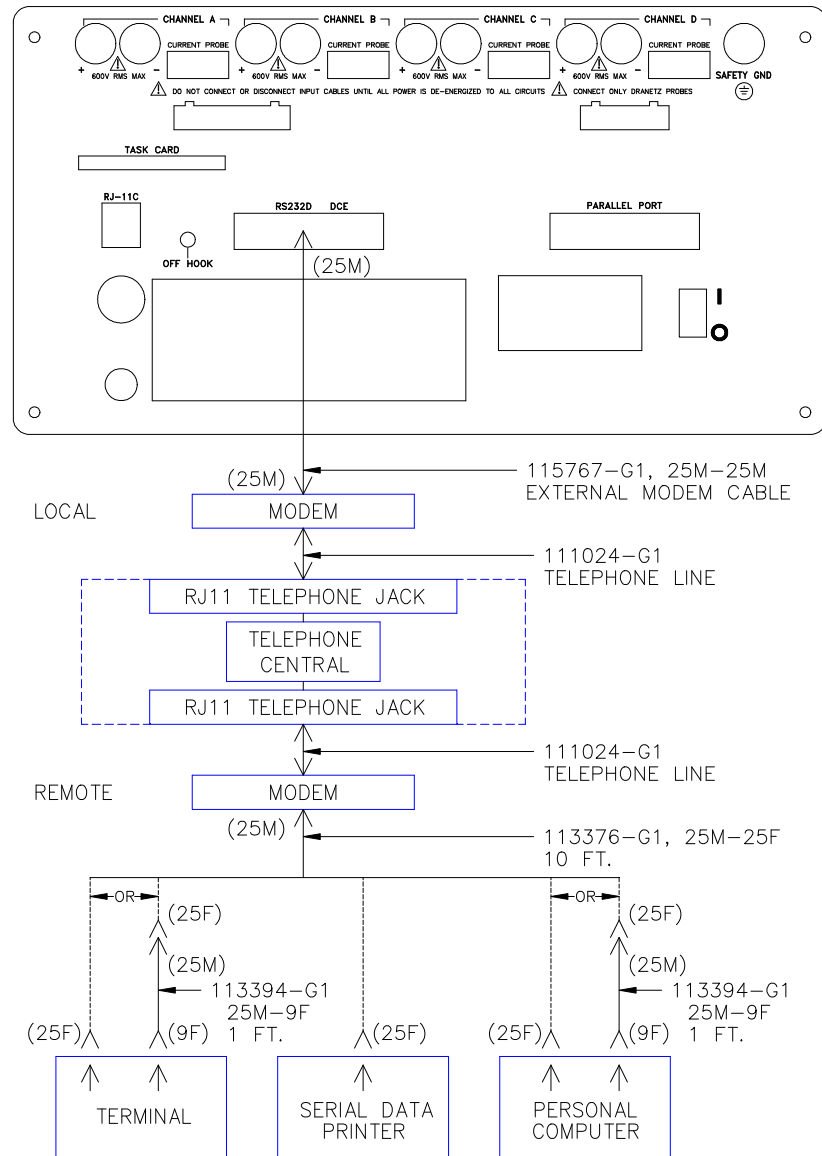 CHANNEL A
CHANNEL B
CHANNEL C
CHANNEL D
CURRENT PROBE
CURRENT PROBE
CURRENT PROBE
CURRENT PROBE
+ 600V RMS MAX -
+ 600V RMS MAX -
+ 600V RMS MAX -
+ 600V RMS MAX -
SAFETY GND
DO NOT CONNECT OR DISCONNECT INPUT CABLES UNTIL ALL POWER IS DE-ENERGIZED TO ALL CIRCUITS
CONNECT ONLY DRANETZ PROBES
TASK CARD
RJ-11C
RS232D DCE
PARALLEL PORT
OFF HOOK
(25M)
(25M)
115767-G1, 25M-25M
EXTERNAL MODEM CABLE
LOCAL
MODEM
111024-G1
TELEPHONE LINE
RJ11 TELEPHONE JACK
TELEPHONE
CENTRAL
RJ11 TELEPHONE JACK
111024-G1
TELEPHONE LINE
REMOTE
MODEM
(25M)
113376-G1, 25M-25F
10 FT.
OR
OR
(25F)
(25F)
(25M)
(25M)
113394-G1
25M-9F
1 FT.
113394-G1
25M-9F
1 FT.
(25F)
(9F)
(25F)
(25F)
(9F)
TERMINAL
SERIAL DATA
PRINTER
PERSONAL
COMPUTER